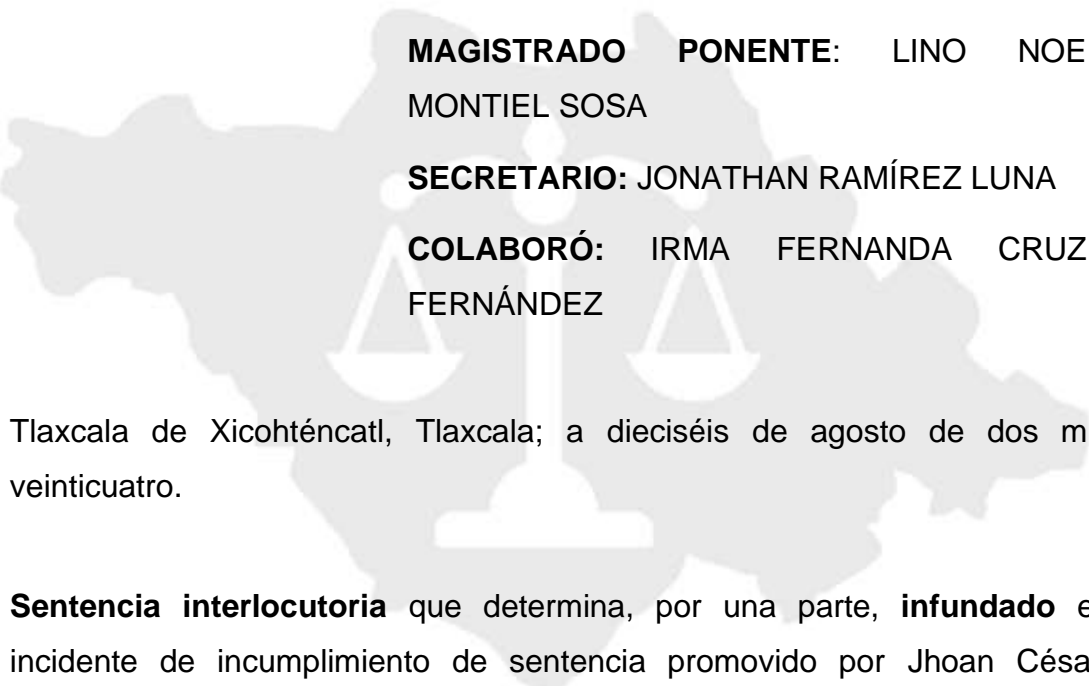 MAGISTRADO PONENTE: LINO NOE
MONTIEL SOSA
SECRETARIO: JONATHAN RAMÍREZ LUNA
COLABORÓ: IRMA FERNANDA CRUZ
FERNÁNDEZ
Tlaxcala de Xicohténcatl, Tlaxcala; a dieciséis de agosto de dos m
veinticuatro.
Sentencia interlocutoria que determina, por una parte, infundado e
incidente de incumplimiento de sentencia promovido por Jhoan Césa